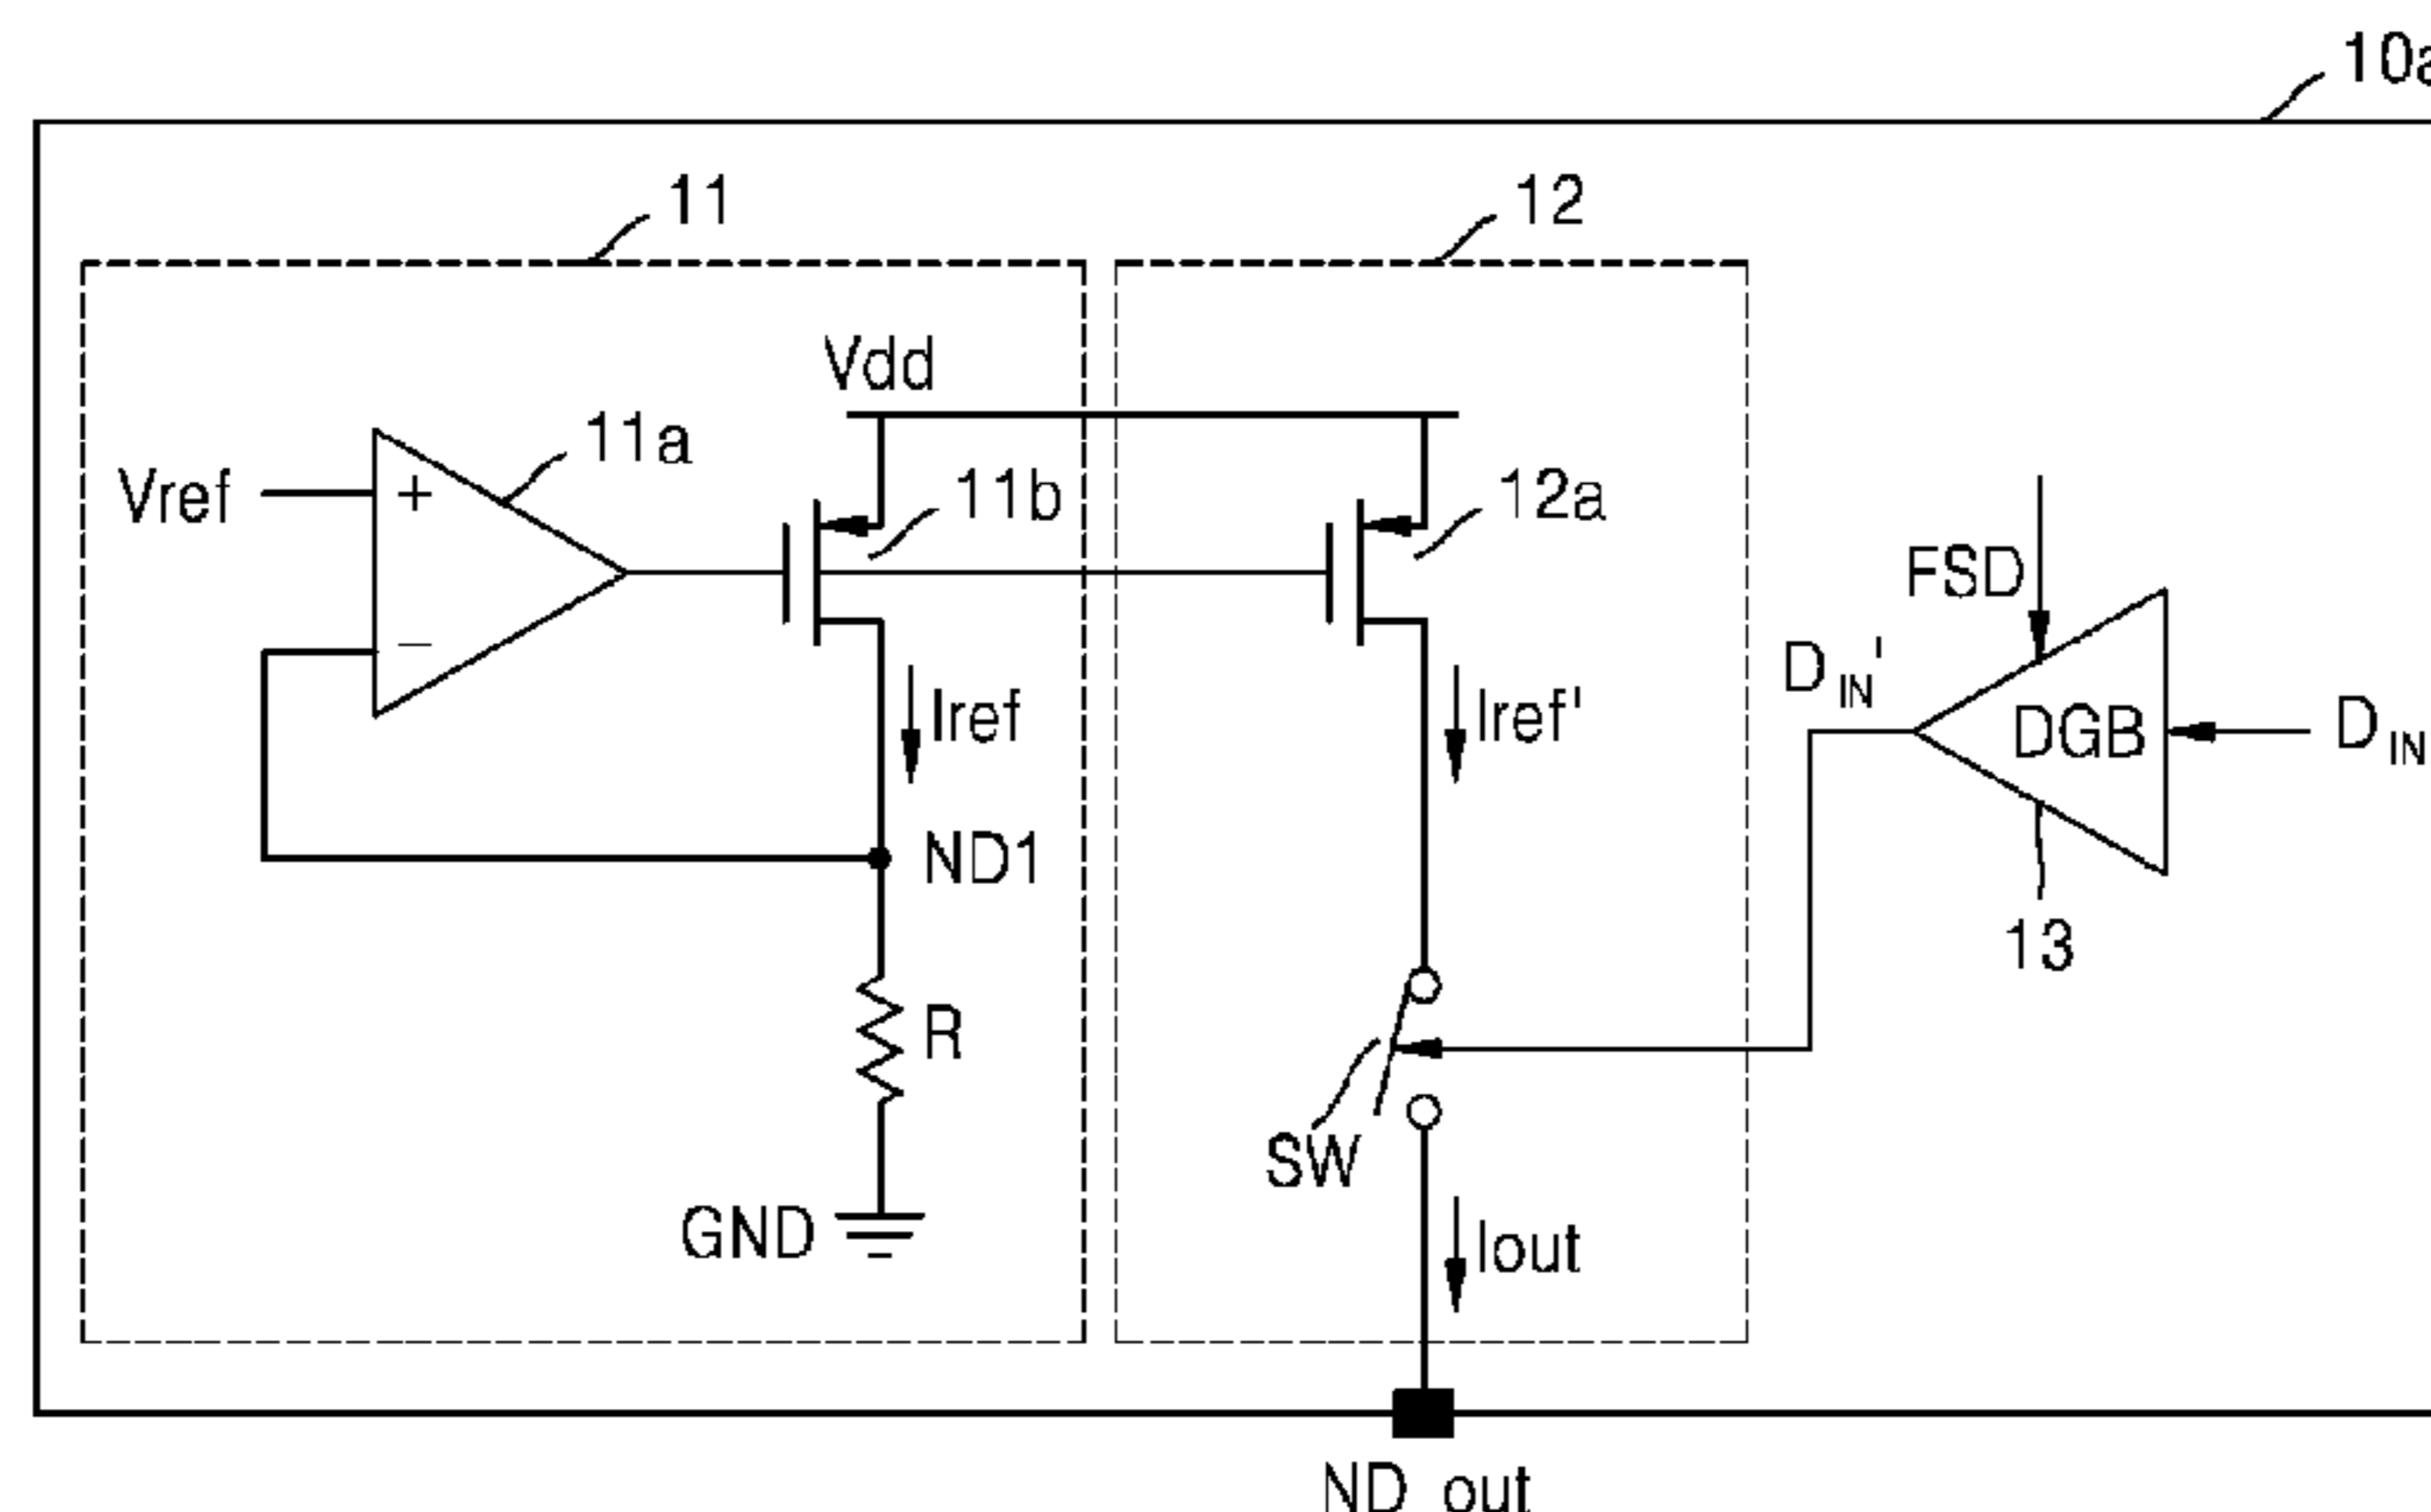 10a
11
12
Vdd
11a
Vref
+
11b
12a
FSD
−
DIN'
Iref
Iref'
DGB
DIN
ND1
13
R
SW
GND
Iout
ND_out